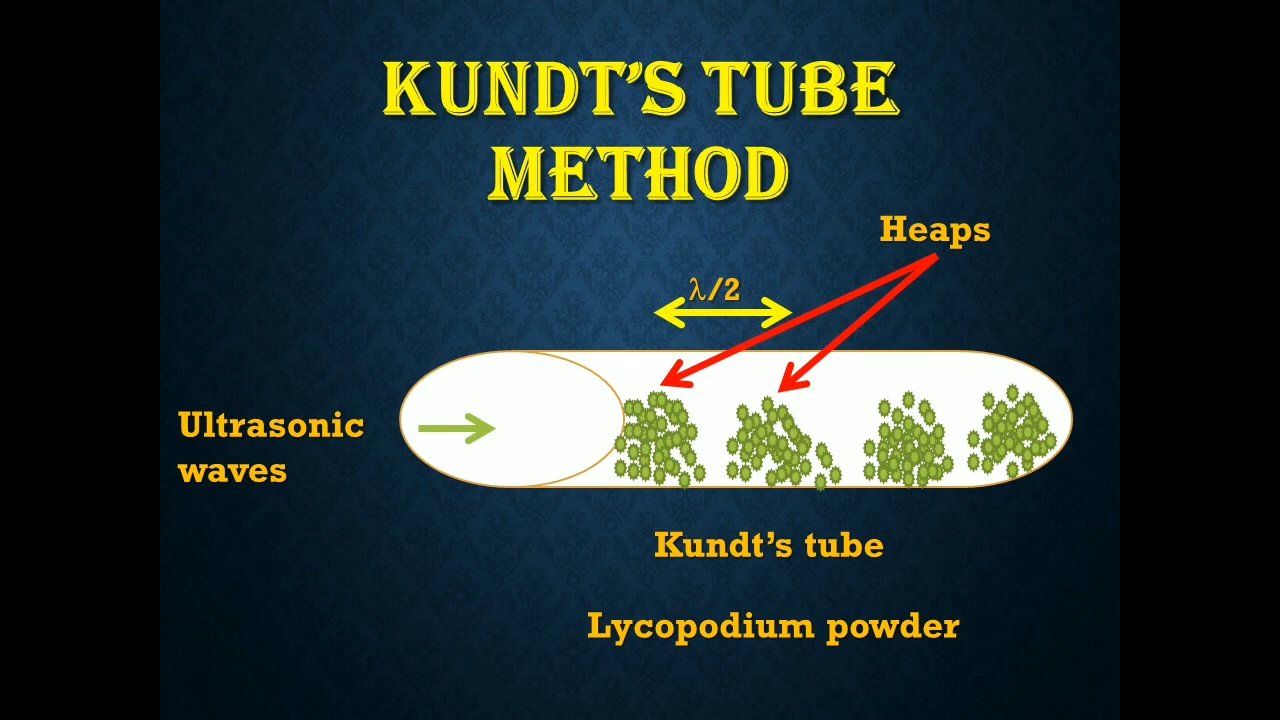 KUNDT'S TUBE
METHOD
Heaps
λ/2
Ultrasonic
waves
Kundt's tube
Lycopodium powder